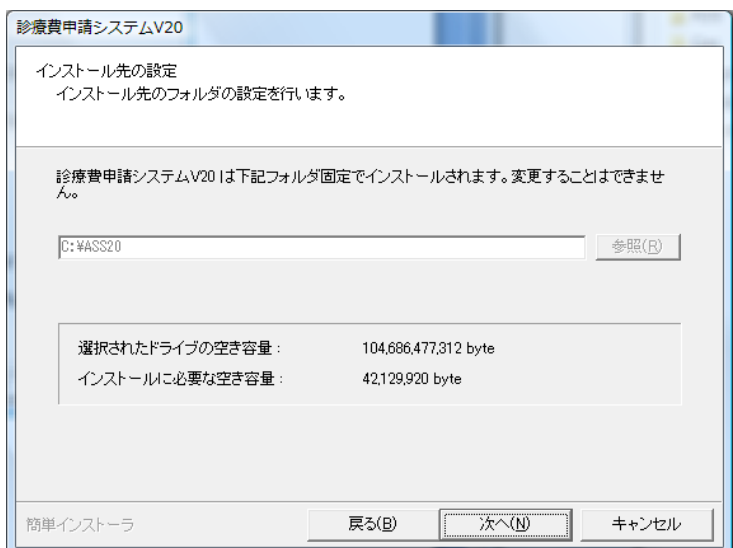 診療費申請システムV20
インストール先の設定
インストール先のフォルダの設定を行います。
診療費申請システムV20 は下記フォルダ固定でインストールされます。変更することはできませ
ん。
C:¥ASS20
参照(R)
選択されたドライブの空き容量: 104,686,477,312 byte
インストールに必要な空き容量: 42,129,920 byte
簡単インストーラ
戻る(B) 次へ(N) キャンセル